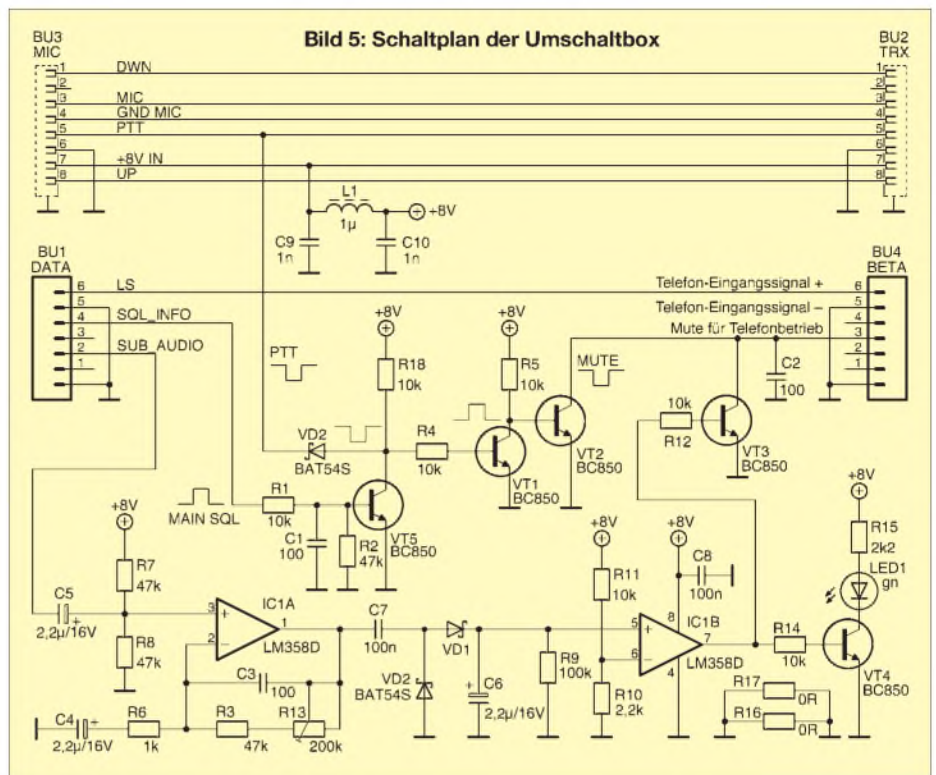 Bild 5: Schaltplan der Umschaltbox
BU3
MIC
BU2
TRX
1
DWN
1
2
2
3
MIC
3
4
GND MIC
4
5
PTT
5
6
6
7
+8V IN
7
8
UP
8
L1
1µ
+8V
C9
1n
C10
1n
BU1
DATA
BU4
BETA
6
LS
Telefon-Eingangssignal +
6
5
Telefon-Eingangssignal –
5
4
SQL_INFO
4
3
Mute für Telefonbetrieb
3
2
SUB_AUDIO
2
1
1
+8V
R18
10k
PTT
VD2
BAT54S
R4
10k
+8V
R5
10k
MUTE
VT1
BC850
VT2
BC850
10k
R12
VT3
BC850
C2
100
MAIN SQL
R1
10k
C1
100
R2
47k
VT5
BC850
+8V
R7
47k
R8
47k
C5
+
2,2µ/16V
3
+
2
–
1
IC1A
LM358D
C7
100n
VD2
BAT54S
VD1
C6
+
2,2µ/16V
R9
100k
+8V
R11
10k
R10
2,2k
+8V
C8
100n
IC1B
5
+
6
–
8
7
4
LM358D
R14
10k
+8V
R15
2k2
LED1
gn
VT4
BC850
R17
0R
R16
0R
C4
+
2,2µ/16V
R6
1k
C3
100
R3
47k
R13
200k